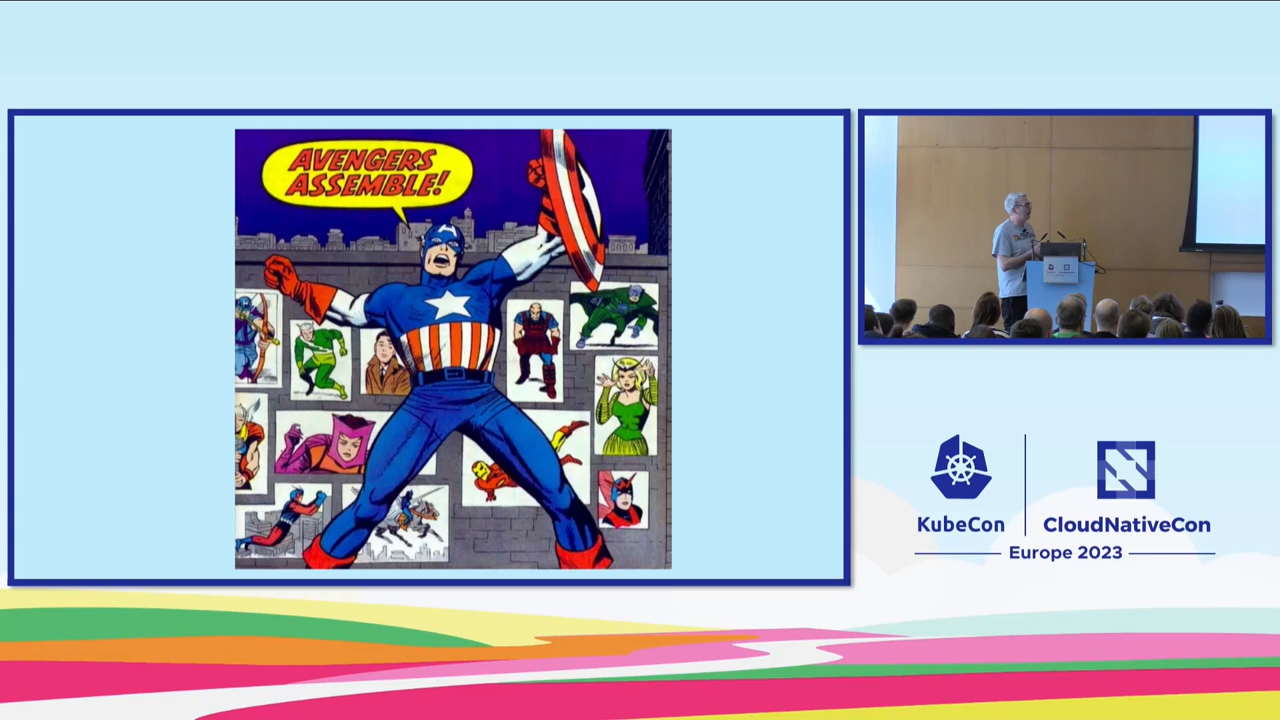 AVENGERS
ASSEMBLE!
KubeCon
CloudNativeCon
Europe 2023